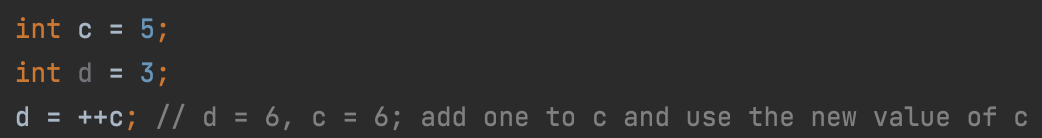 int c = 5;
int d = 3;
d = ++c; // d = 6, c = 6; add one to c and use the new value of c